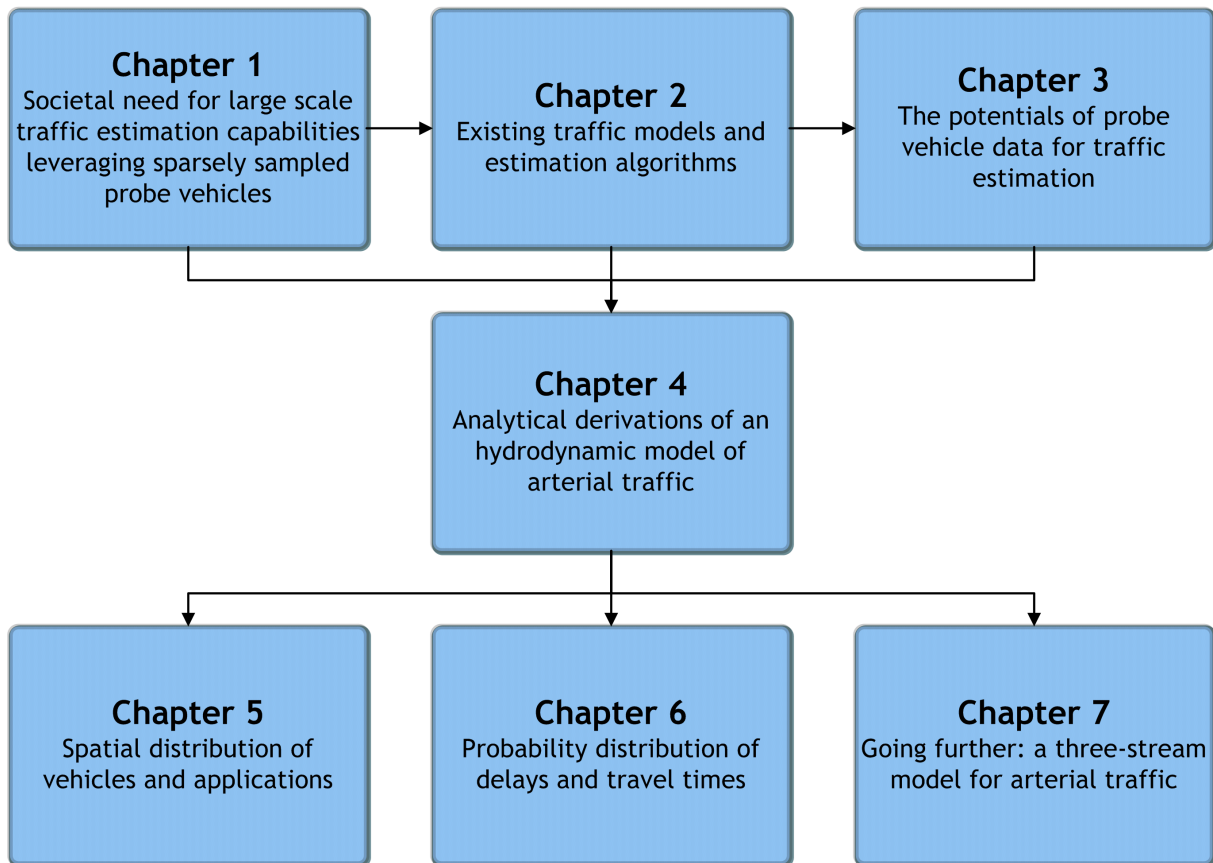 Chapter 1
Societal need for large scale
traffic estimation capabilities
leveraging sparsely sampled
probe vehicles
Chapter 2
Existing traffic models and
estimation algorithms
Chapter 3
The potentials of probe
vehicle data for traffic
estimation
Chapter 4
Analytical derivations of an
hydrodynamic model of
arterial traffic
Chapter 5
Spatial distribution of
vehicles and applications
Chapter 6
Probability distribution of
delays and travel times
Chapter 7
Going further: a three-stream
model for arterial traffic